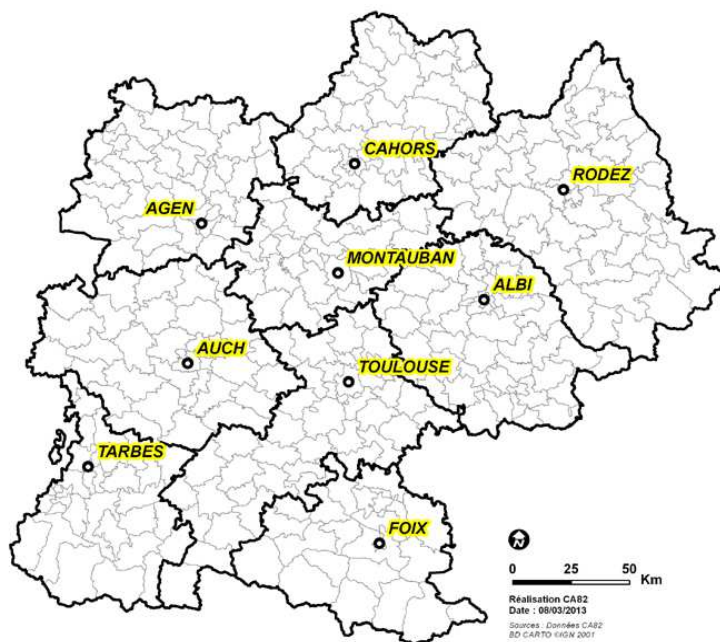 CAHORS
RODEZ
AGEN
MONTAUBAN
ALBI
AUCH
TOULOUSE
TARBES
FOIX
N
0 25 50
Km
Réalisation CA82
Date : 08/03/2013
Sources : Données CA82
BD CARTO ©IGN 2001